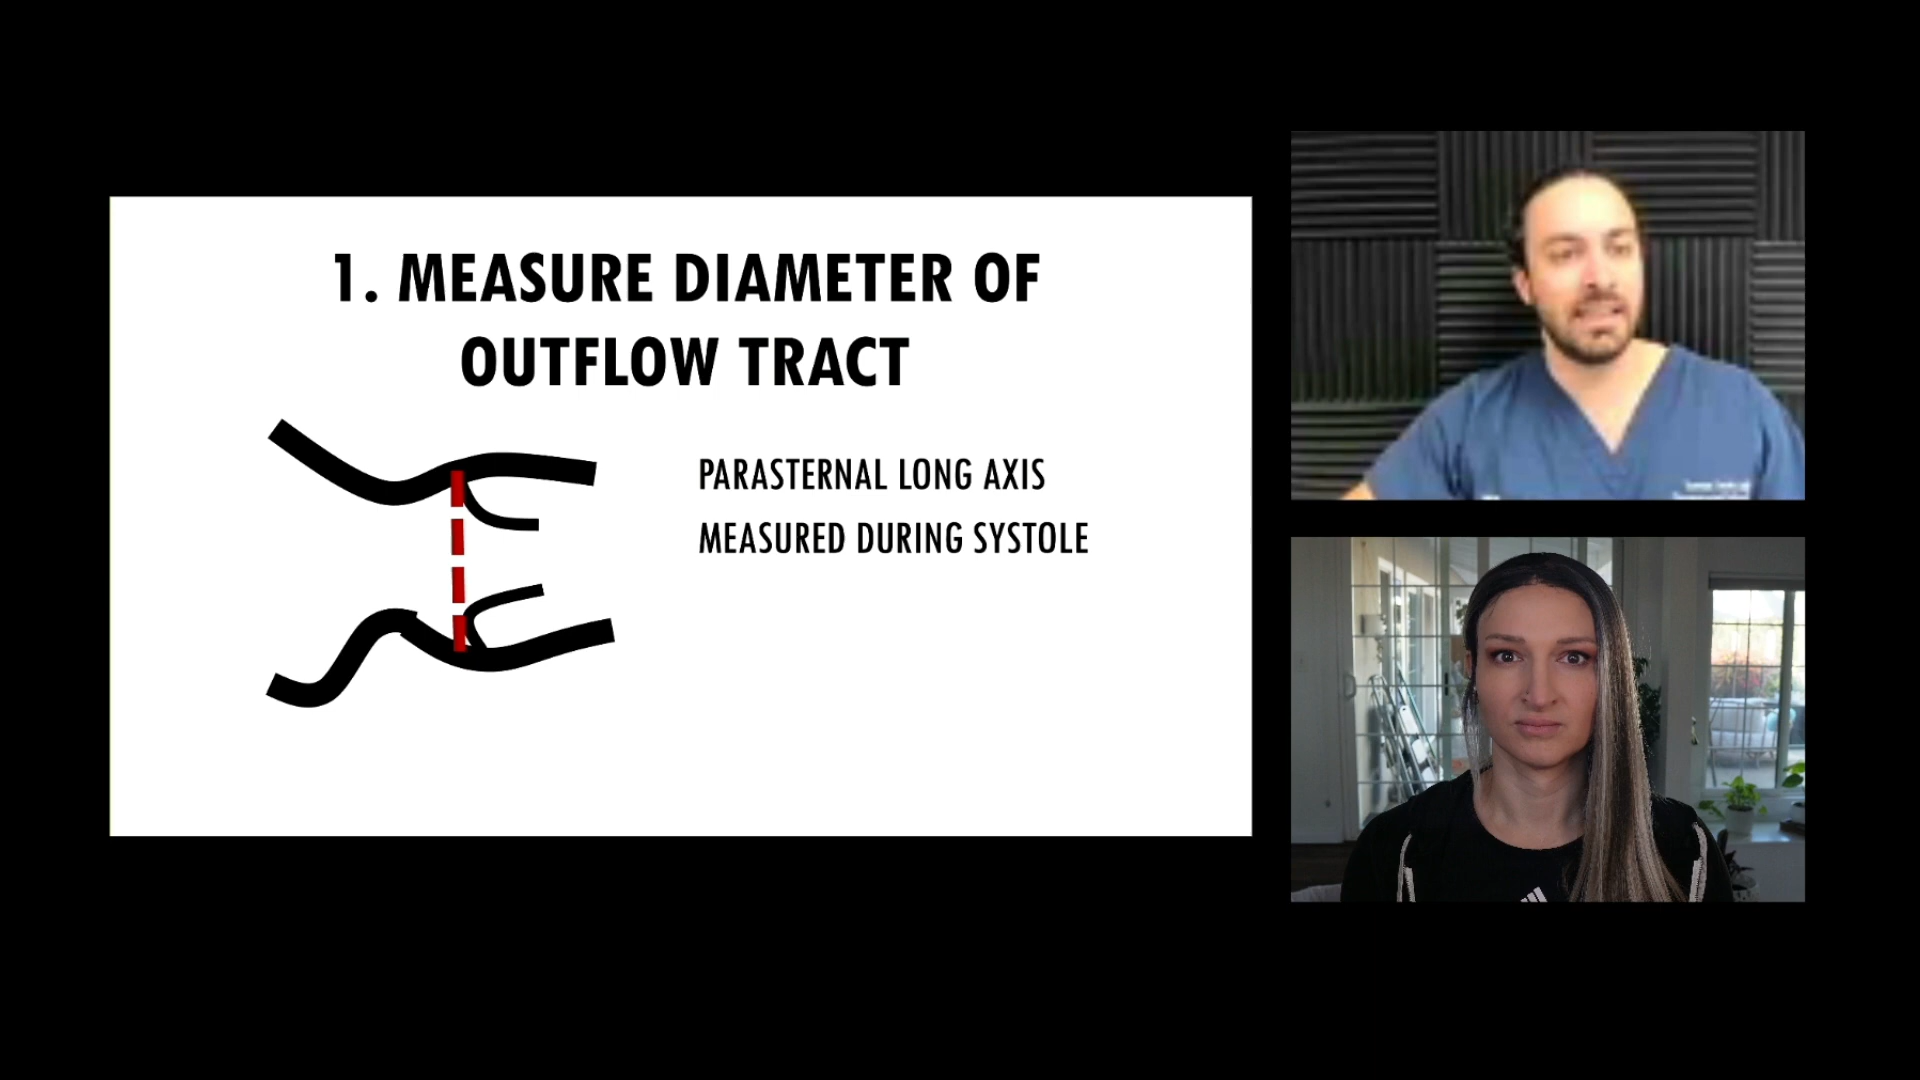 1. MEASURE DIAMETER OF
OUTFLOW TRACT
PARASTERNAL LONG AXIS
MEASURED DURING SYSTOLE